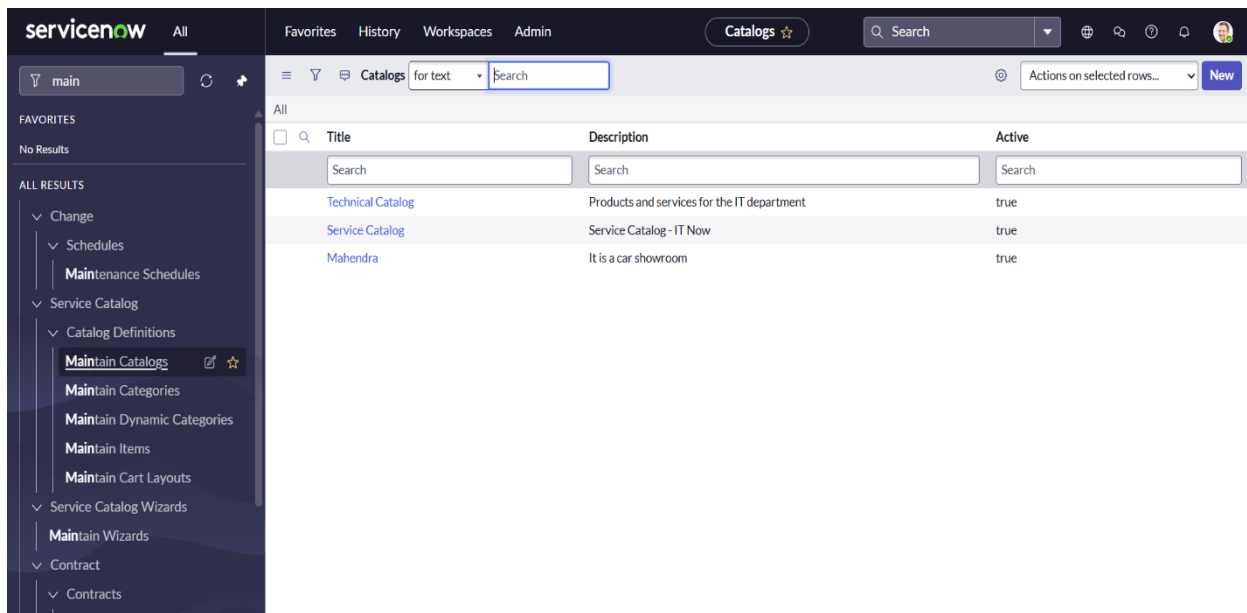 servicenow All Favorites History Workspaces Admin Catalogs Search
main
Catalogs for text Search Actions on selected rows... New
FAVORITES
No Results
ALL RESULTS
Change
Schedules
Maintenance Schedules
Service Catalog
Catalog Definitions
Maintain Catalogs
Maintain Categories
Maintain Dynamic Categories
Maintain Items
Maintain Cart Layouts
Service Catalog Wizards
Maintain Wizards
Contract
Contracts
All
Title Description Active
Search Search Search
Technical Catalog Products and services for the IT department true
Service Catalog Service Catalog - IT Now true
Mahendra It is a car showroom true